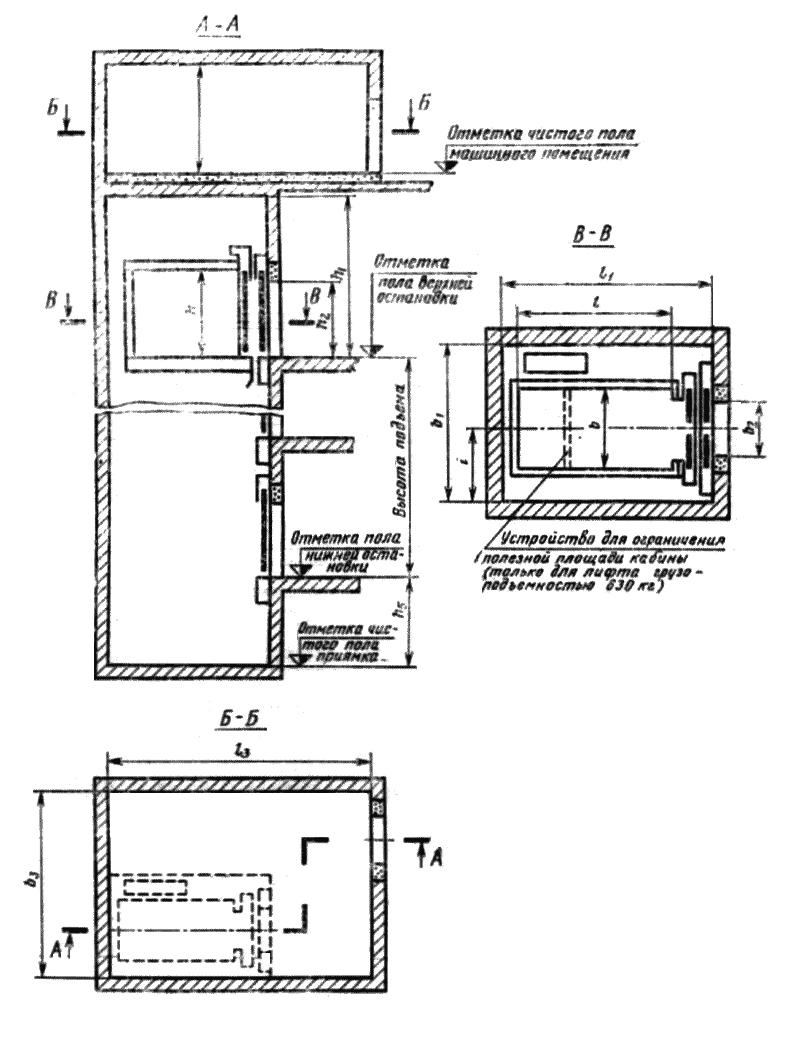 А-А
Б
Б
Отметка чистого пола
машинного помещения
В-В
l₁
l
Отметка
пола верхней
остановки
В
В
h
h₂
h₄
b₁
i
b
b₂
Высота подъема
Устройство для ограничения
полезной площади кабины
(только для лифта грузо-
подъемностью 630 кг)
Отметка пола
нижней оста-
новки
h₅
Отметка чис-
того пола
приямка
Б-Б
l₃
b₃
А
А